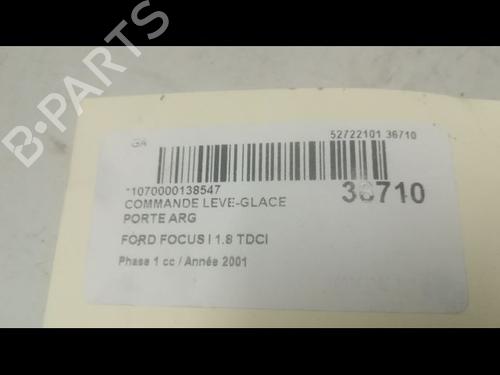 B-PARTS
GA
52722101 36710
*1070000138547
36710
COMMANDE LEVE-GLACE
PORTE ARG
FORD FOCUS I 1.8 TDCI
Phase 1 cc / Année 2001